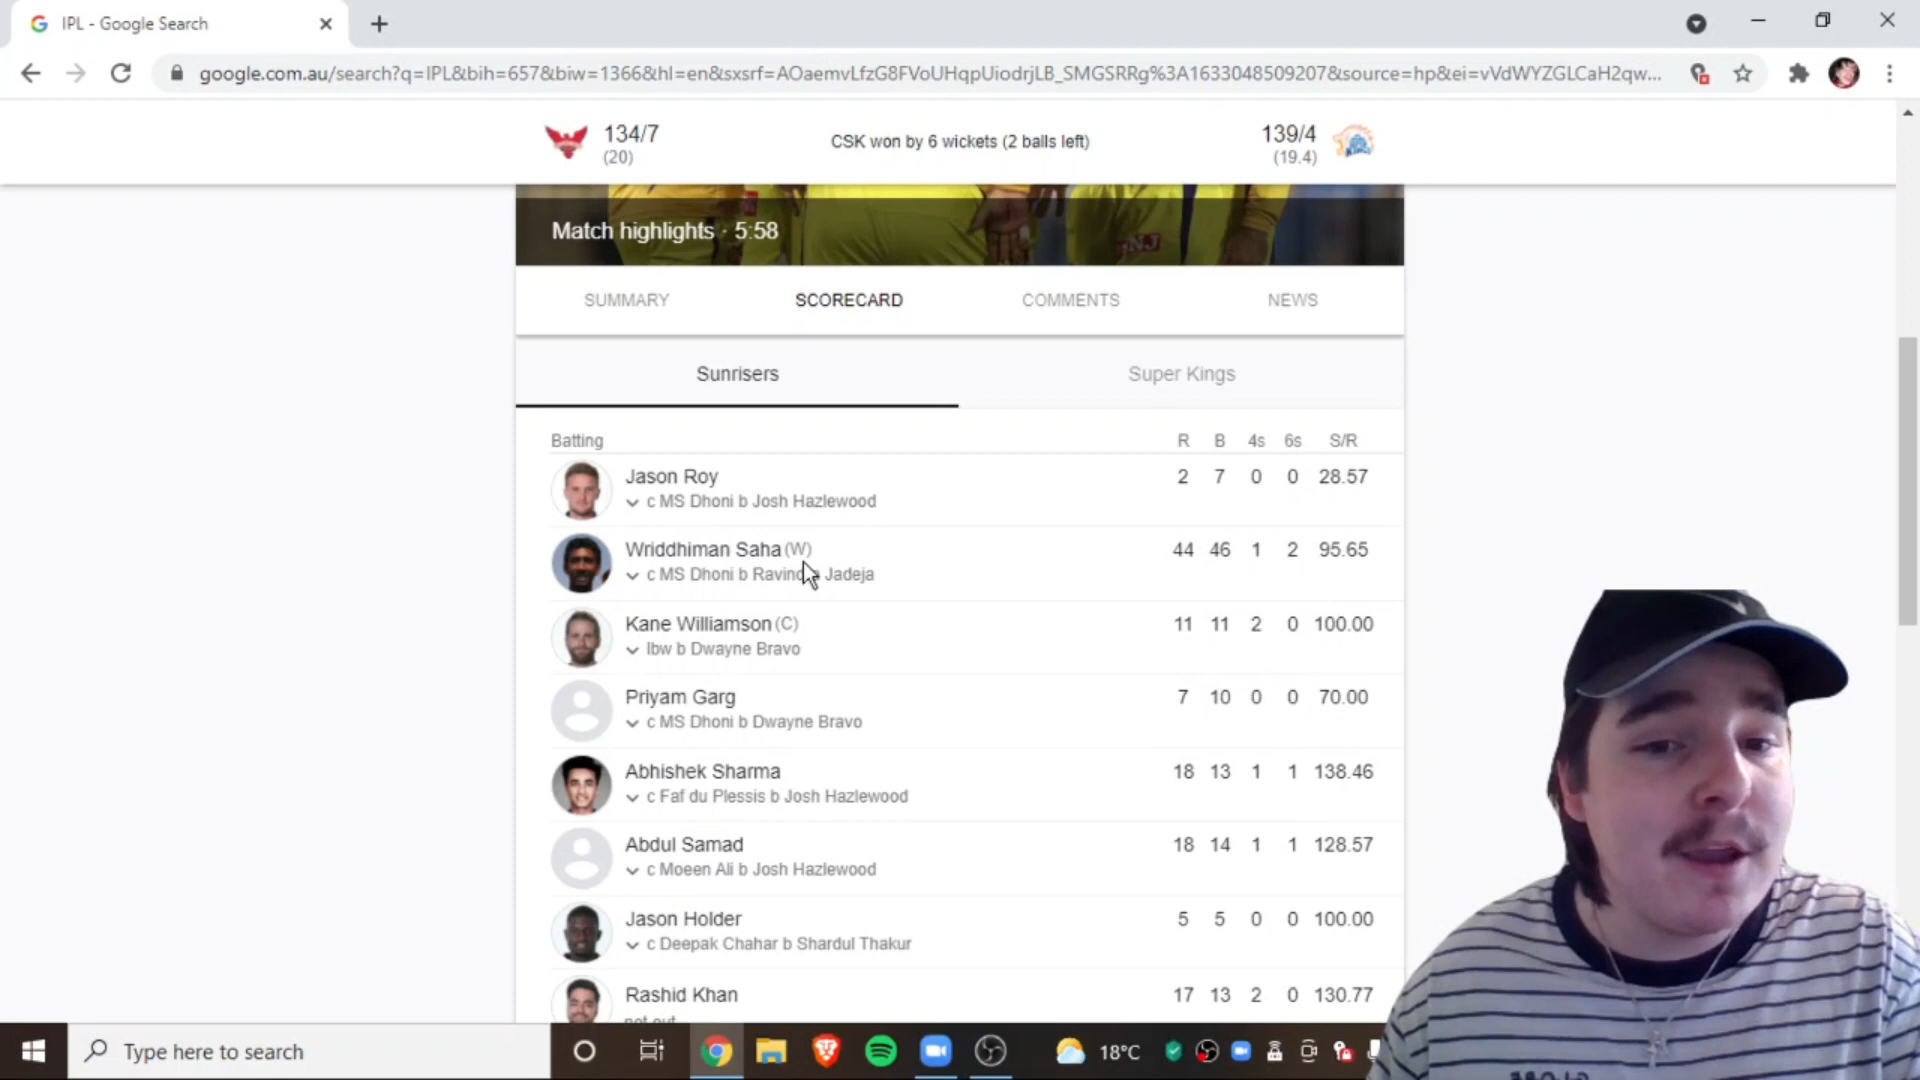 IPL - Google Search
google.com.au/search?q=IPL&bih=657&biw=1366&hl=en&sxsrf=AOaemvLfzG8FVoUHqpUiodrjLB_SMGSRRg%3A1633048509207&source=hp&ei=vVdWYZGLCaH2qw...
134/7
(20)
CSK won by 6 wickets (2 balls left)
139/4
(19.4)
NJ
Match highlights · 5:58
SUMMARY SCORECARD COMMENTS NEWS
Sunrisers Super Kings
Batting R B 4s 6s S/R
Jason Roy 2 7 0 0 28.57
c MS Dhoni b Josh Hazlewood
Wriddhiman Saha (W) 44 46 1 2 95.65
c MS Dhoni b Jadeja
Kane Williamson (C) 11 11 2 0 100.00
lbw b Dwayne Bravo
Priyam Garg 7 10 0 0 70.00
c MS Dhoni b Dwayne Bravo
Abhishek Sharma 18 13 1 1 138.46
c Faf du Plessis b Josh Hazlewood
Abdul Samad 18 14 1 1 128.57
c Moeen Ali b Josh Hazlewood
Jason Holder 5 5 0 0 100.00
c Deepak Chahar b Shardul Thakur
Rashid Khan 17 13 2 0 130.77
not out
Type here to search
18°C